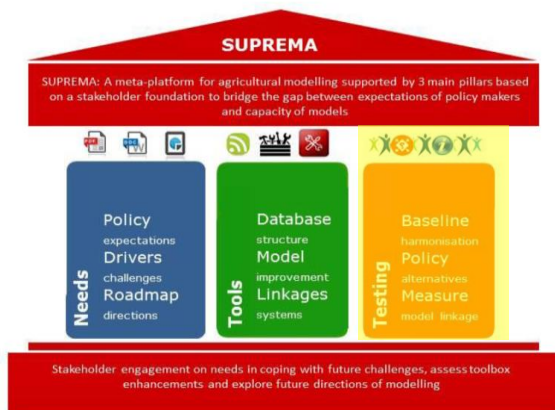 SUPREMA
SUPREMA: A meta-platform for agricultural modelling supported by 3 main pillars based
on a stakeholder foundation to bridge the gap between expectations of policy makers
and capacity of models
PDF
DOC
W
Needs
Policy
expectations
Drivers
challenges
Roadmap
directions
Tools
Database
structure
Model
improvement
Linkages
systems
Testing
Baseline
harmonisation
Policy
alternatives
Measure
model linkage
Stakeholder engagement on needs in coping with future challenges, assess toolbox
enhancements and explore future directions of modelling